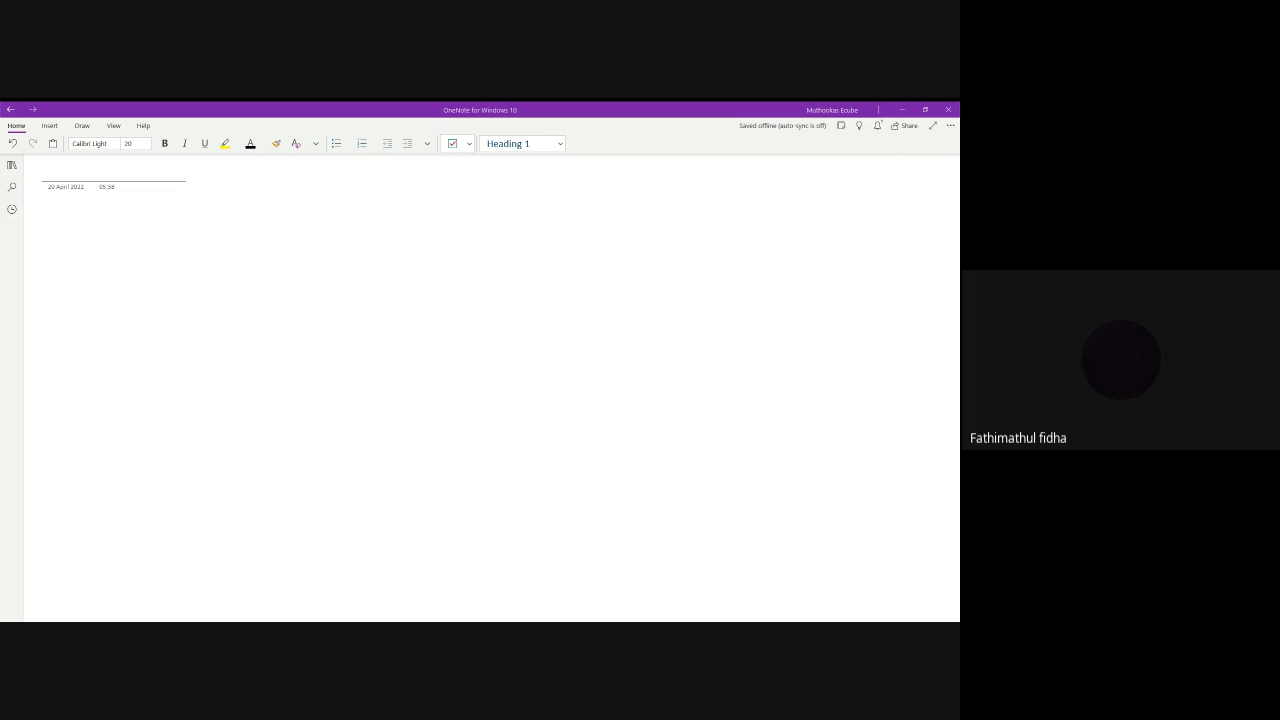 OneNote for Windows 10
Muthookas Ecube
Home Insert Draw View Help
Saved offline (auto-sync is off) Share
Calibri Light 20 B I U A Heading 1
20 April 2022 05:58
Fathimathul fidha